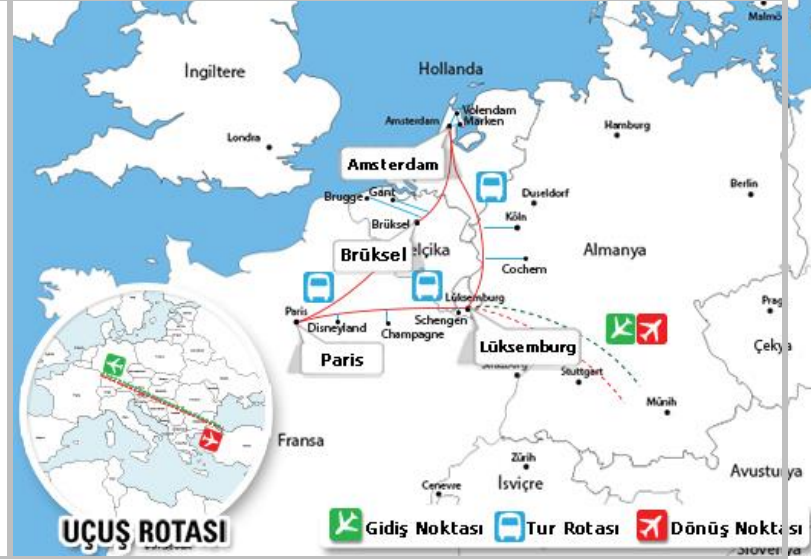 Malmö
İngiltere
Hollanda
Volendam
Amsterdam
Marken
Hamburg
Londra
Amsterdam
Berlin
Brugge
Gant
Duseldorf
Brüksel
Köln
Brüksel
elçika
Almanya
Cochem
Lüksemburg
Prag
Paris
Disneyland
Schengen
Champagne
Paris
Lüksemburg
Çekya
Stuttgart
Münih
Fransa
Zürih
Cenevre
İsviçre
Avusturya
UÇUŞ ROTASI
Gidiş Noktası
Tur Rotası
Dönüş Noktası
Slovenya